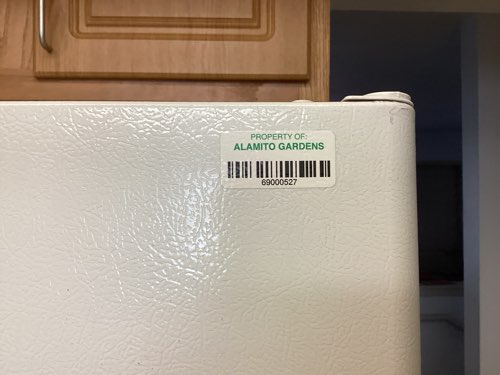 PROPERTY OF:
ALAMITO GARDENS
69000527